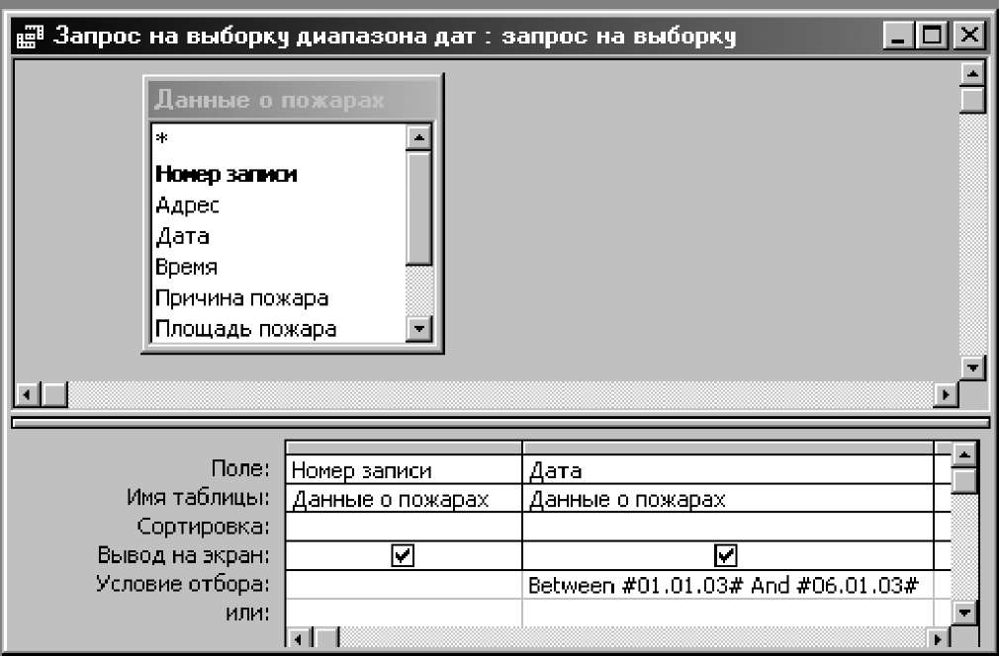 Запрос на выборку диапазона дат : запрос на выборку
Данные о пожарах
*
Номер записи
Адрес
Дата
Время
Причина пожара
Площадь пожара
Поле: Номер записи Дата
Имя таблицы: Данные о пожарах Данные о пожарах
Сортировка:
Вывод на экран:
Условие отбора: Between #01.01.03# And #06.01.03#
или: